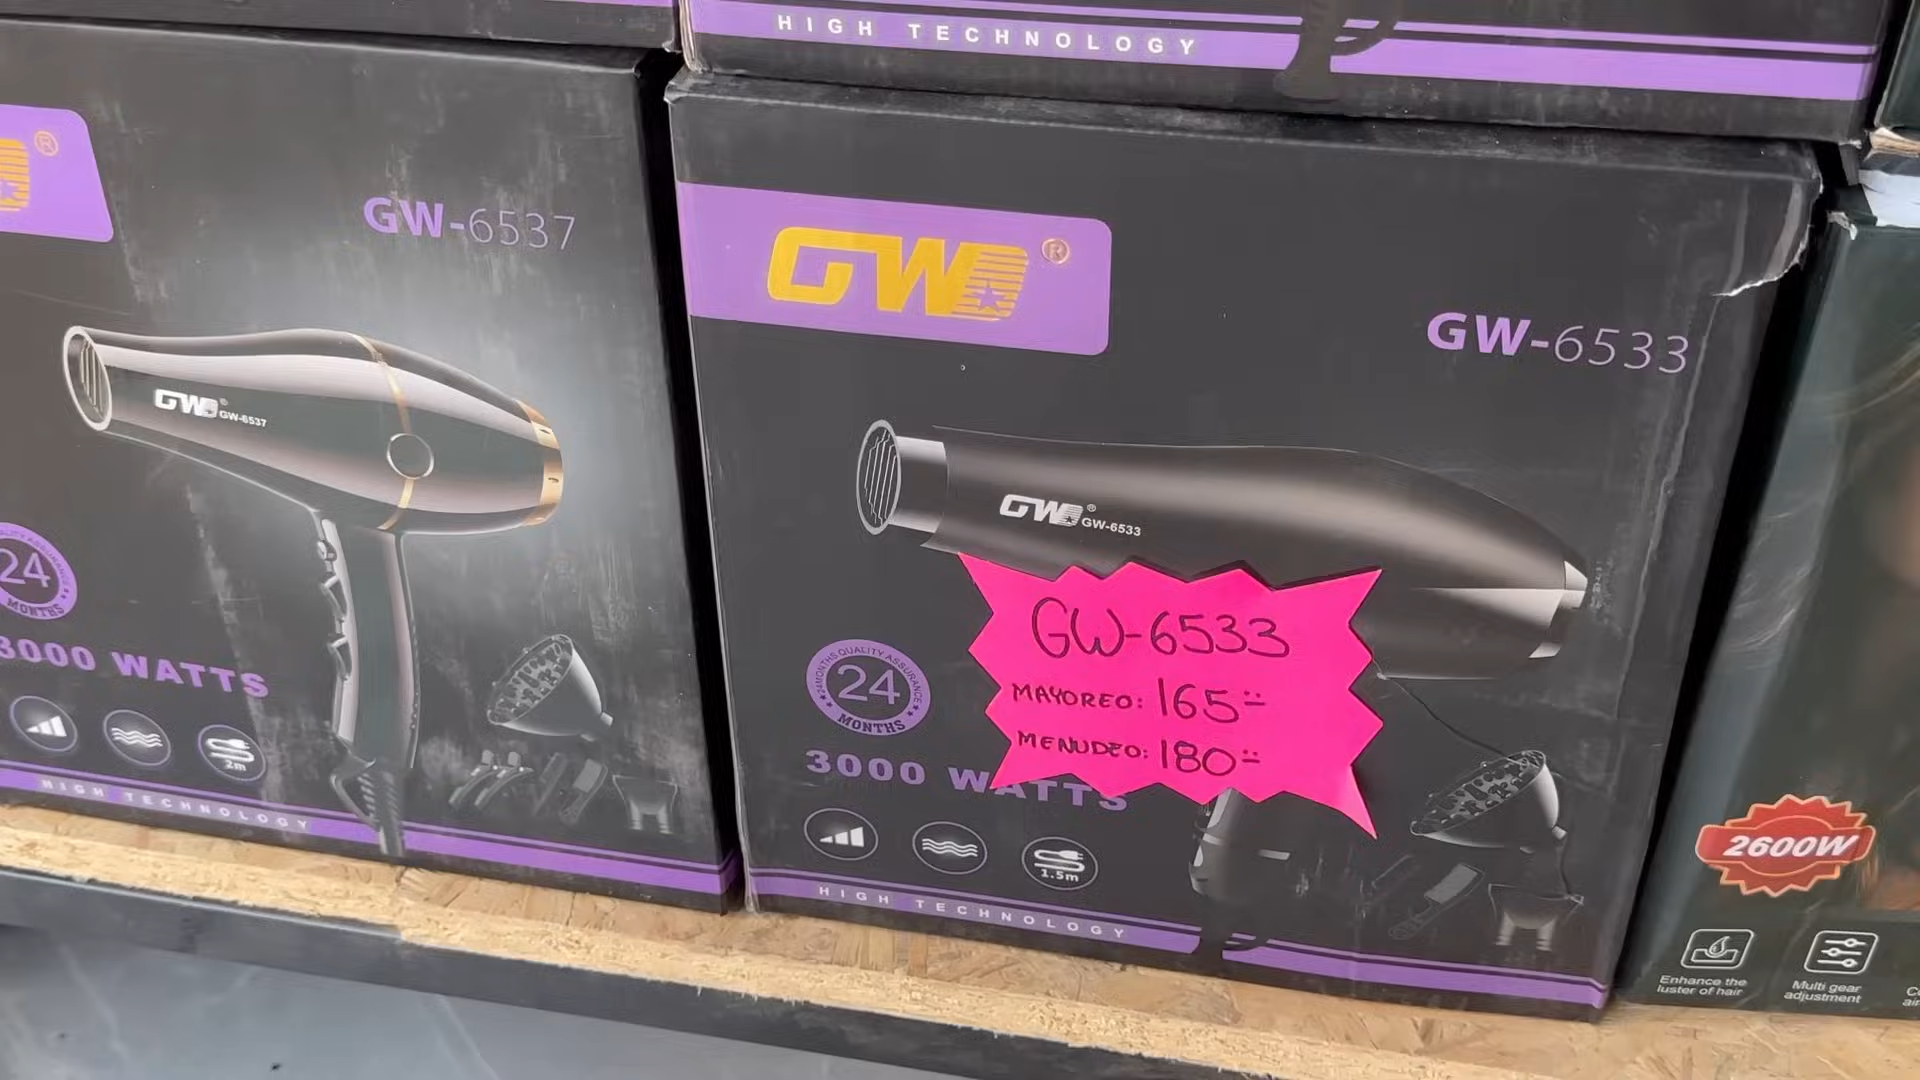 HIGH TECHNOLOGY
®
GW-6537
GW® GW-6537
24
MONTHS
3000 WATTS
2m
HIGH TECHNOLOGY
GW®
GW-6533
GW® GW-6533
24 MONTHS QUALITY ASSURANCE
24
MONTHS
3000 WATTS
1.5m
HIGH TECHNOLOGY
GW-6533
MAYOREO: 165.--
MENUDEO: 180.--
2600W
Enhance the
luster of hair
Multi gear
adjustment